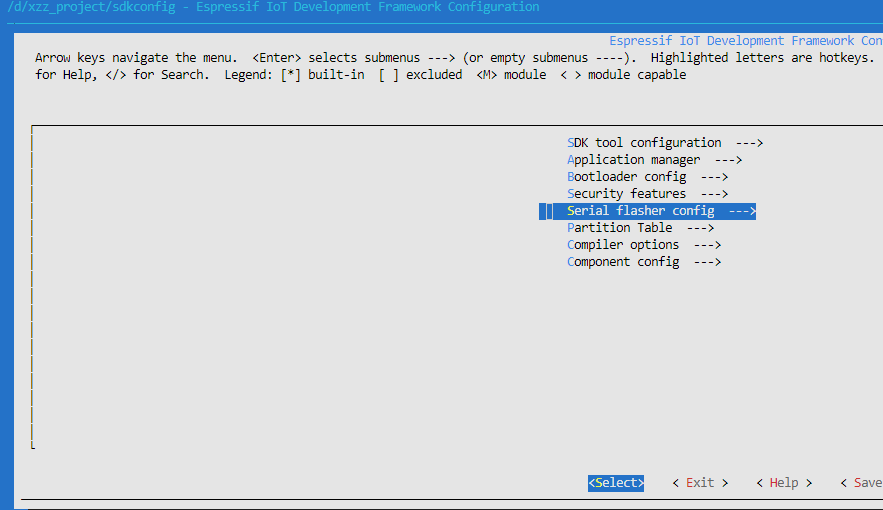 /d/xzz_project/sdkconfig - Espressif IoT Development Framework Configuration
Espressif IoT Development Framework Con
Arrow keys navigate the menu. <Enter> selects submenus ---> (or empty submenus ----). Highlighted letters are hotkeys.
for Help, </> for Search. Legend: [*] built-in [ ] excluded <M> module < > module capable
SDK tool configuration --->
Application manager --->
Bootloader config --->
Security features --->
Serial flasher config --->
Partition Table --->
Compiler options --->
Component config --->
<Select> < Exit > < Help > < Save